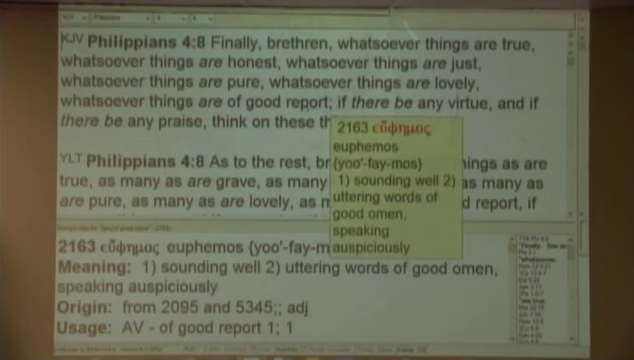 KJV Philippians 4:8 Finally, brethren, whatsoever things are true,
whatsoever things are honest, whatsoever things are just,
whatsoever things are pure, whatsoever things are lovely,
whatsoever things are of good report; if there be any virtue, and if
there be any praise, think on these th
2163 εὔφημος
euphemos
{yoo'-fay-mos}
1) sounding well 2)
uttering words of
good omen,
speaking
auspiciously
YLT Philippians 4:8 As to the rest, br ings as are
true, as many as are grave, as many as many as
are pure, as many as are lovely, as m d report, if
2163 εὔφημος euphemos {yoo'-fay-m
Meaning: 1) sounding well 2) uttering words of good omen,
speaking auspiciously
Origin: from 2095 and 5345;; adj
Usage: AV - of good report 1; 1